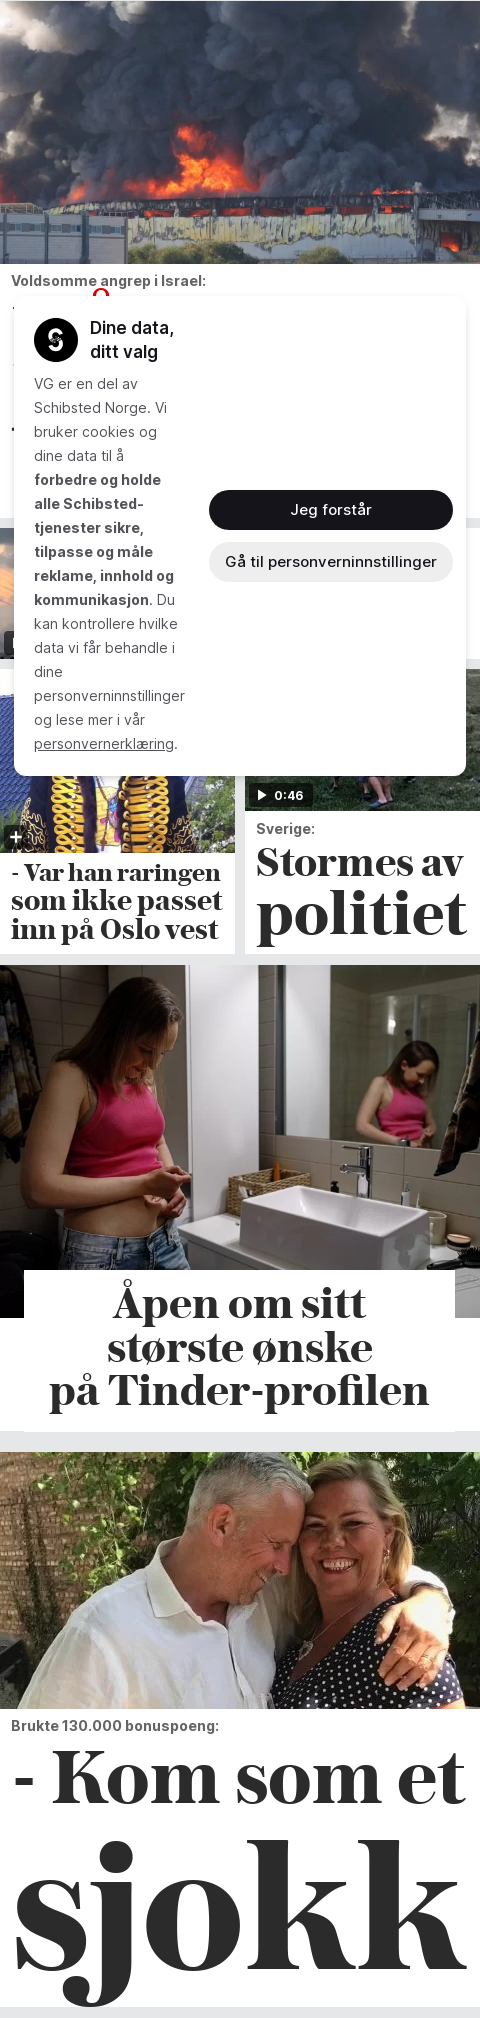 Voldsomme angrep i Israel:
Dine data,
ditt valg
VG er en del av
Schibsted Norge. Vi
bruker cookies og
dine data til å
forbedre og holde
alle Schibsted-
tjenester sikre,
tilpasse og måle
reklame, innhold og
kommunikasjon. Du
kan kontrollere hvilke
data vi får behandle i
dine
personverninnstillinger
og lese mer i vår
personvernerklæring.
Jeg forstår
Gå til personverninnstillinger
- Var han raringen
som ikke passet
inn på Oslo vest
0:46
Sverige:
Stormes av
politiet
Åpen om sitt
største ønske
på Tinder-profilen
Brukte 130.000 bonuspoeng:
- Kom som et
sjokk